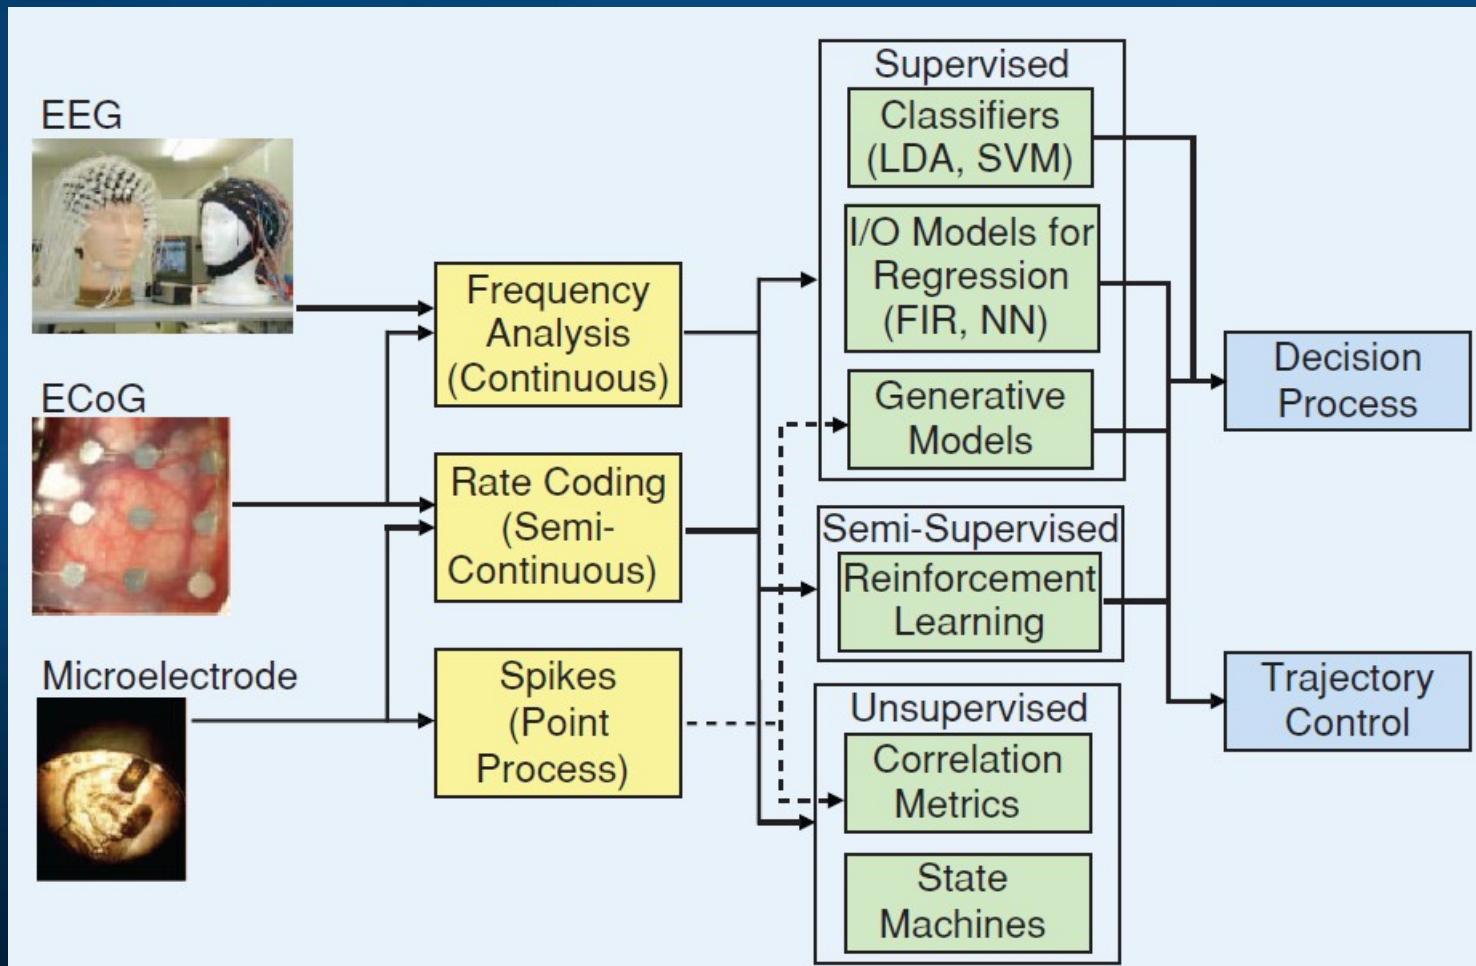 EEG
ECoG
Microelectrode
Frequency
Analysis
(Continuous)
Rate Coding
(Semi-
Continuous)
Spikes
(Point
Process)
Supervised
Classifiers
(LDA, SVM)
I/O Models for
Regression
(FIR, NN)
Generative
Models
Semi-Supervised
Reinforcement
Learning
Unsupervised
Correlation
Metrics
State
Machines
Decision
Process
Trajectory
Control